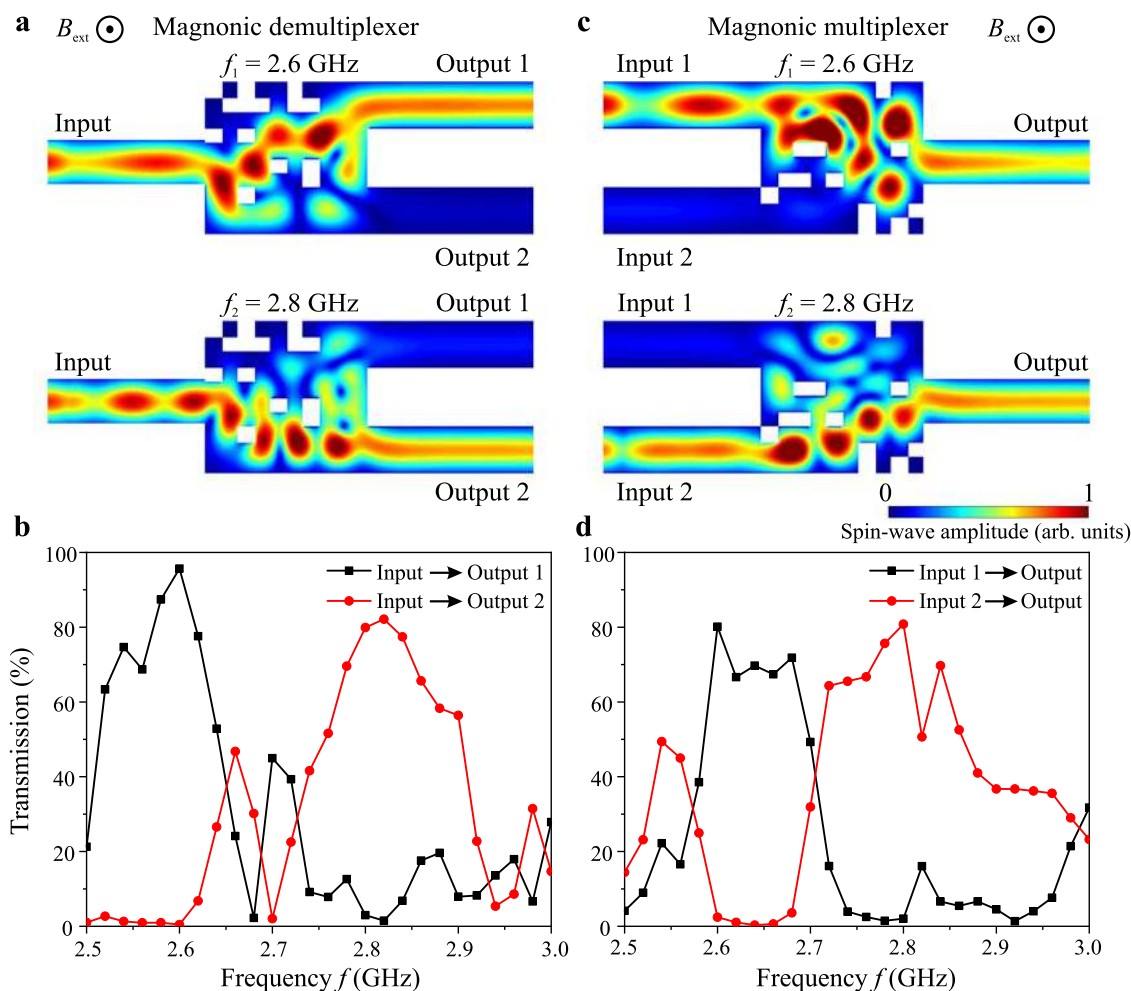 a B_ext ⊙ Magnonic demultiplexer
f₁ = 2.6 GHz
Output 1
Input
Output 2
f₂ = 2.8 GHz
Output 1
Input
Output 2
c Magnonic multiplexer B_ext ⊙
Input 1
f₁ = 2.6 GHz
Output
Input 2
Input 1
f₂ = 2.8 GHz
Output
Input 2
0 1
Spin-wave amplitude (arb. units)
b
Transmission (%)
100
80
60
40
20
0
Input → Output 1
Input → Output 2
2.5 2.6 2.7 2.8 2.9 3.0
Frequency f (GHz)
d
100
80
60
40
20
0
Input 1 → Output
Input 2 → Output
2.5 2.6 2.7 2.8 2.9 3.0
Frequency f (GHz)